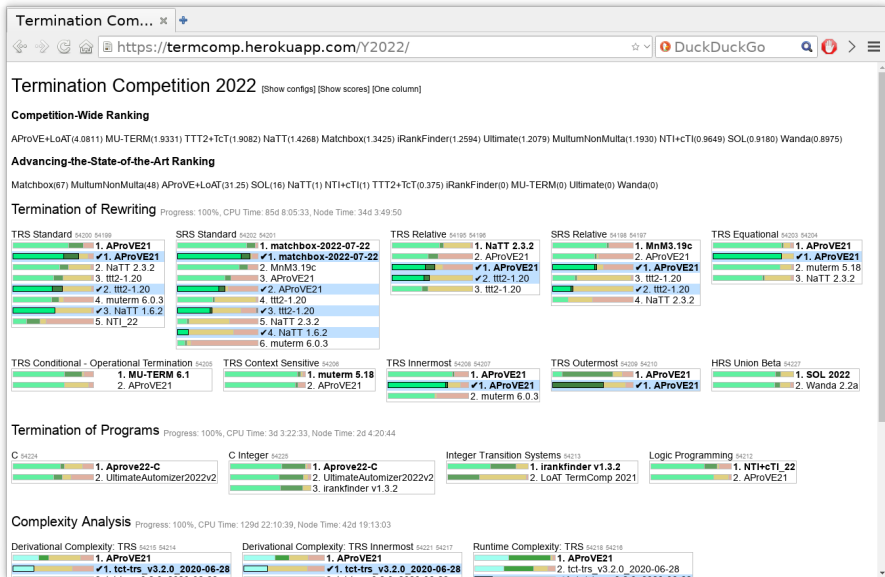 Termination Com... ×
https://termcomp.herokuapp.com/Y2022/ DuckDuckGo
Termination Competition 2022 [Show configs] [Show scores] [One column]
Competition-Wide Ranking
AProVE+LoAT(4.0811) MU-TERM(1.9331) TTT2+TcT(1.9082) NaTT(1.4268) Matchbox(1.3425) iRankFinder(1.2594) Ultimate(1.2079) MultumNonMulta(1.1930) NTI+cTI(0.9649) SOL(0.9180) Wanda(0.8975)
Advancing-the-State-of-the-Art Ranking
Matchbox(67) MultumNonMulta(48) AProVE+LoAT(31.25) SOL(16) NaTT(1) NTI+cTI(1) TTT2+TcT(0.375) iRankFinder(0) MU-TERM(0) Ultimate(0) Wanda(0)
Termination of Rewriting Progress: 100%, CPU Time: 85d 8:05:33, Node Time: 34d 3:49:50
TRS Standard 54200 54199
1. AProVE21
✔1. AProVE21
2. NaTT 2.3.2
3. ttt2-1.20
✔2. ttt2-1.20
4. muterm 6.0.3
✔3. NaTT 1.6.2
5. NTI_22
SRS Standard 54202 54201
1. matchbox-2022-07-22
✔1. matchbox-2022-07-22
2. MnM3.19c
3. AProVE21
✔2. AProVE21
4. ttt2-1.20
✔3. ttt2-1.20
5. NaTT 2.3.2
✔4. NaTT 1.6.2
6. muterm 6.0.3
TRS Relative 54195 54196
1. NaTT 2.3.2
2. AProVE21
✔1. AProVE21
✔2. ttt2-1.20
3. ttt2-1.20
SRS Relative 54198 54197
1. MnM3.19c
2. AProVE21
✔1. AProVE21
3. ttt2-1.20
✔2. ttt2-1.20
4. NaTT 2.3.2
TRS Equational 54203 54204
1. AProVE21
✔1. AProVE21
2. muterm 5.18
3. NaTT 2.3.2
TRS Conditional - Operational Termination 54205
1. MU-TERM 6.1
2. AProVE21
TRS Context Sensitive 54206
1. muterm 5.18
2. AProVE21
TRS Innermost 54208 54207
1. AProVE21
✔1. AProVE21
2. muterm 6.0.3
TRS Outermost 54209 54210
1. AProVE21
✔1. AProVE21
HRS Union Beta 54227
1. SOL 2022
2. Wanda 2.2a
Termination of Programs Progress: 100%, CPU Time: 3d 3:22:33, Node Time: 2d 4:20:44
C 54224
1. Aprove22-C
2. UltimateAutomizer2022v2
C Integer 54225
1. Aprove22-C
2. UltimateAutomizer2022v2
3. irankfinder v1.3.2
Integer Transition Systems 54213
1. irankfinder v1.3.2
2. LoAT TermComp 2021
Logic Programming 54212
1. NTI+cTI_22
2. AProVE21
Complexity Analysis Progress: 100%, CPU Time: 129d 22:10:39, Node Time: 42d 19:13:03
Derivational Complexity: TRS 54215 54214
1. AProVE21
✔1. tct-trs_v3.2.0_2020-06-28
Derivational Complexity: TRS Innermost 54221 54217
1. AProVE21
✔1. tct-trs_v3.2.0_2020-06-28
Runtime Complexity: TRS 54218 54216
1. AProVE21
2. tct-trs_v3.2.0_2020-06-28